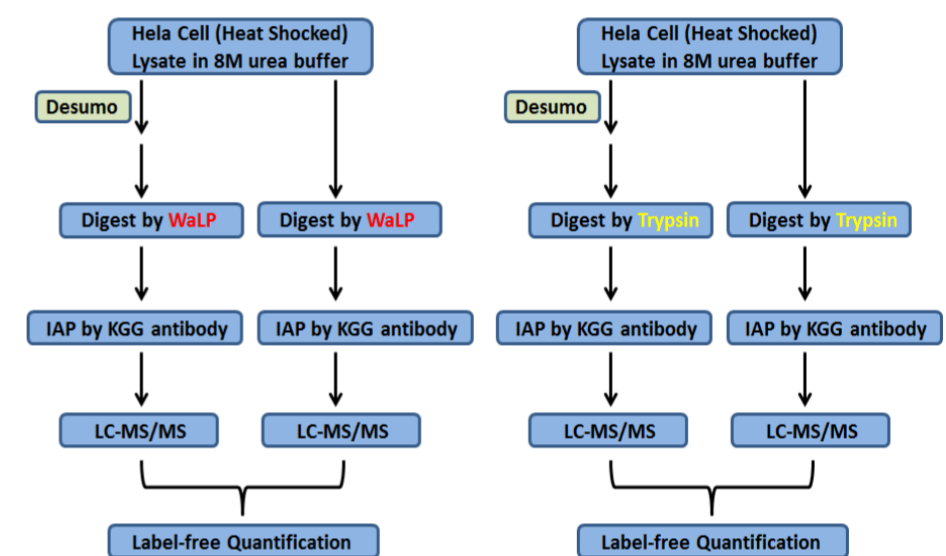 Hela Cell (Heat Shocked)
Lysate in 8M urea buffer
Desumo
Digest by WaLP
Digest by WaLP
IAP by KGG antibody
IAP by KGG antibody
LC-MS/MS
LC-MS/MS
Label-free Quantification
Hela Cell (Heat Shocked)
Lysate in 8M urea buffer
Desumo
Digest by Trypsin
Digest by Trypsin
IAP by KGG antibody
IAP by KGG antibody
LC-MS/MS
LC-MS/MS
Label-free Quantification